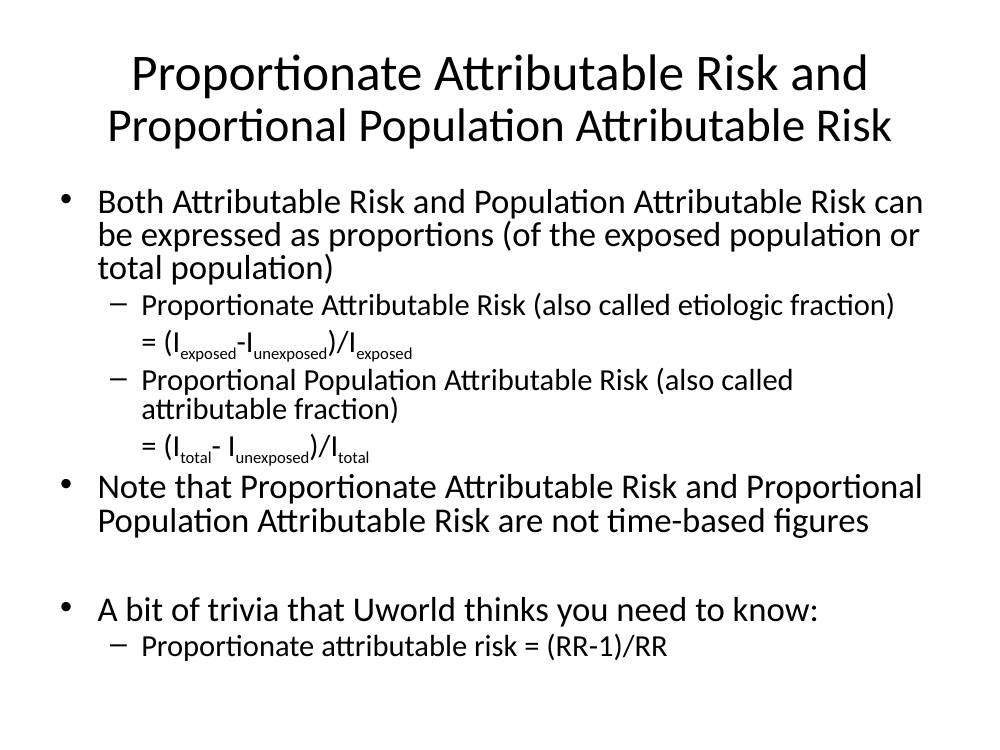 Proportionate Attributable Risk and
Proportional Population Attributable Risk
• Both Attributable Risk and Population Attributable Risk can
be expressed as proportions (of the exposed population or
total population)
– Proportionate Attributable Risk (also called etiologic fraction)
= (Iexposed-Iunexposed)/Iexposed
– Proportional Population Attributable Risk (also called
attributable fraction)
= (Itotal- Iunexposed)/Itotal
• Note that Proportionate Attributable Risk and Proportional
Population Attributable Risk are not time-based figures
• A bit of trivia that Uworld thinks you need to know:
– Proportionate attributable risk = (RR-1)/RR